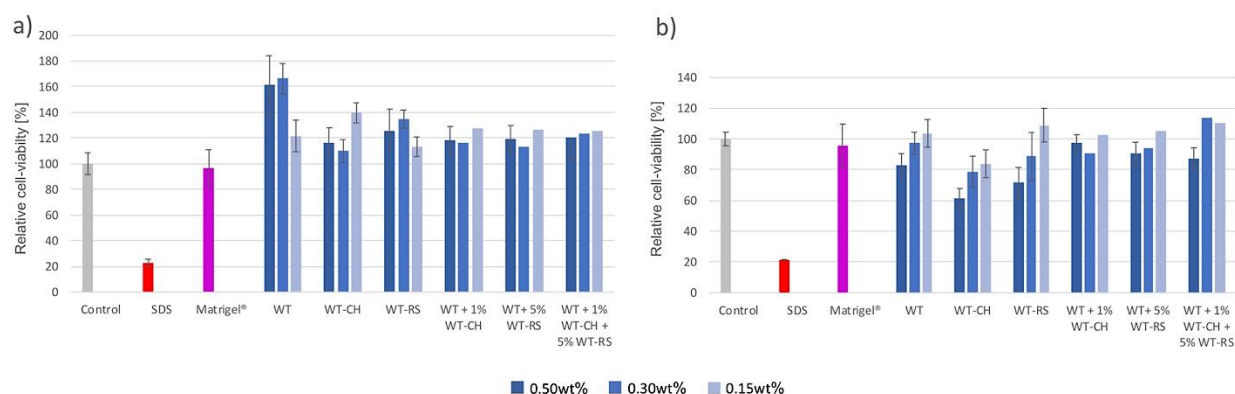 a)
Relative cell-viability [%]
200
180
160
140
120
100
80
60
40
20
0
Control SDS Matrigel® WT WT-CH WT-RS WT + 1% WT+ 5% WT + 1%
WT-CH WT-RS WT-CH +
5% WT-RS
b)
Relative cell-viability [%]
140
120
100
80
60
40
20
0
Control SDS Matrigel® WT WT-CH WT-RS WT + 1% WT+ 5% WT + 1%
WT-CH WT-RS WT-CH +
5% WT-RS
0.50wt% 0.30wt% 0.15wt%